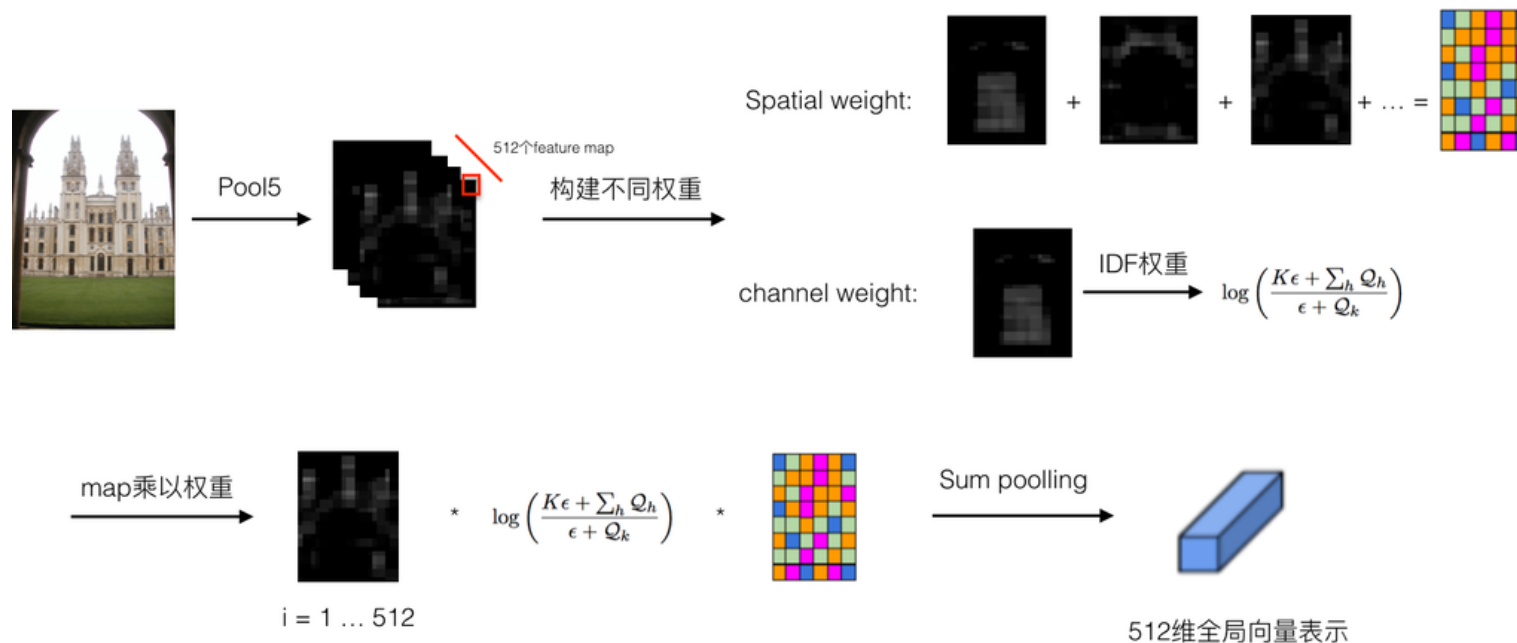 Spatial weight:
+
+
+ ... =
512个feature map
Pool5
构建不同权重
channel weight:
IDF权重
log ( Kϵ + ∑_h Q_h / ϵ + Q_k )
map乘以权重
*
log ( Kϵ + ∑_h Q_h / ϵ + Q_k )
*
Sum poolling
i = 1 ... 512
512维全局向量表示